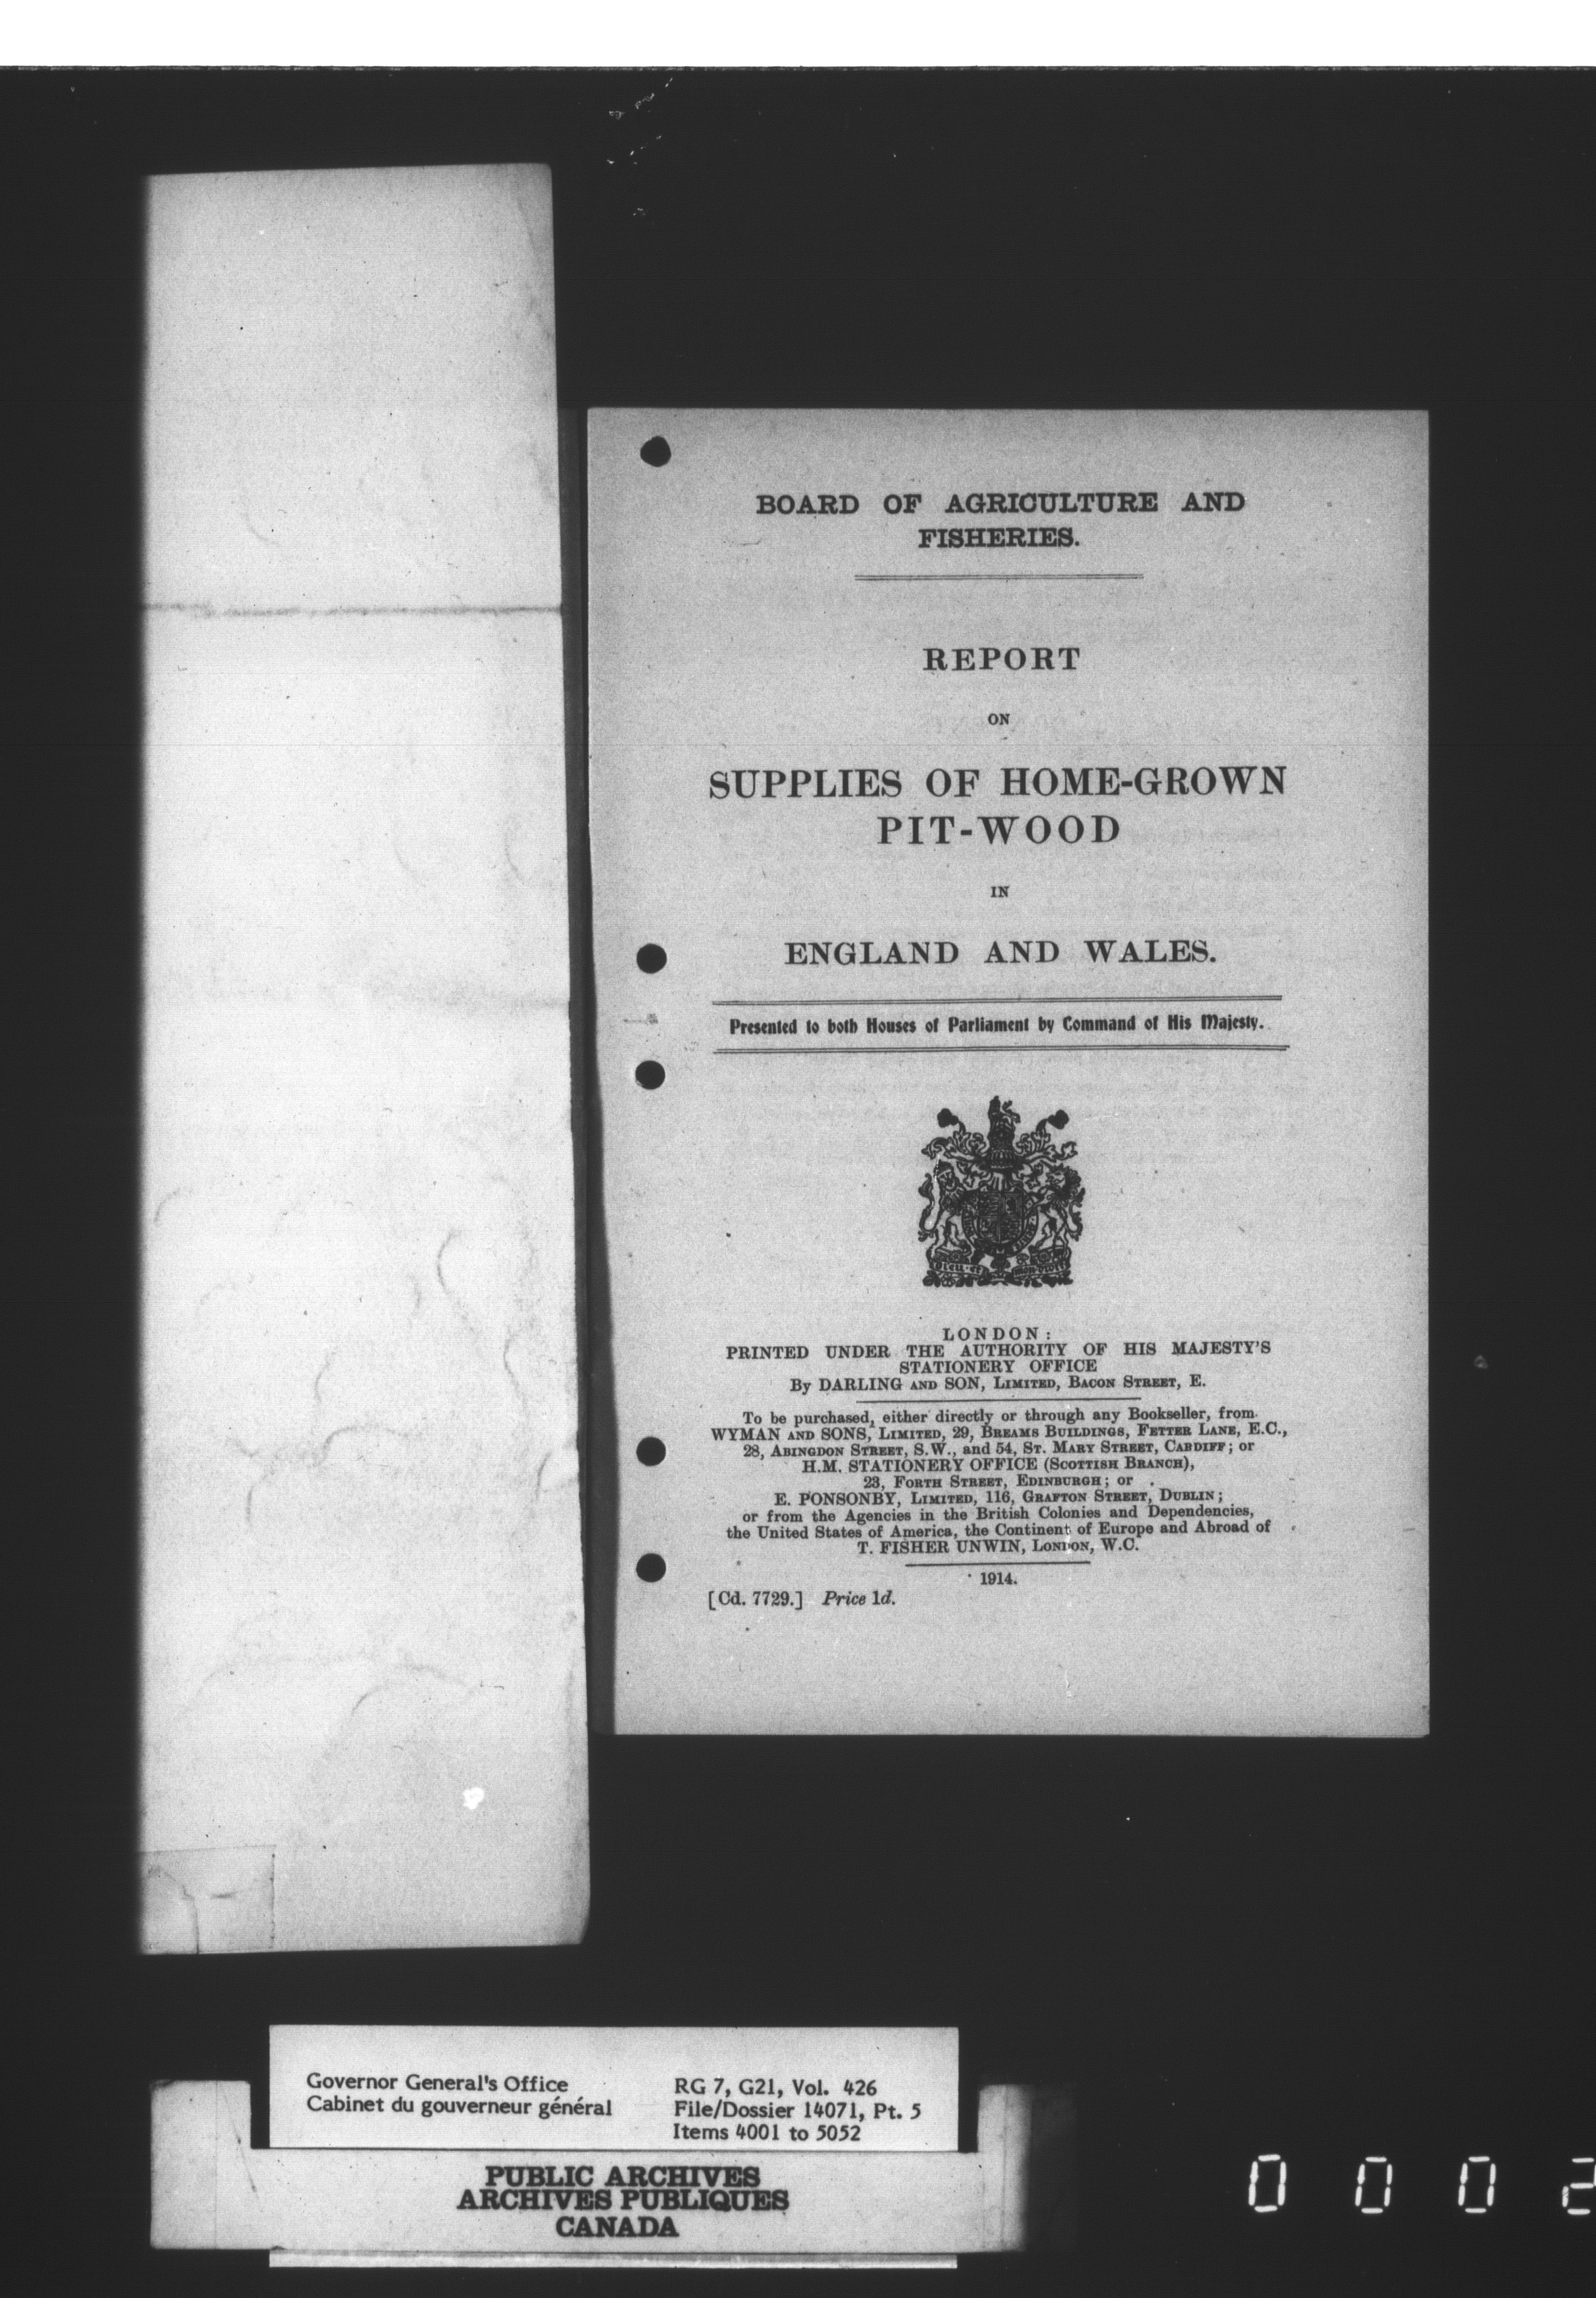 BOARD OF AGRICULTURE AND
FISHERIES.
REPORT
ON
SUPPLIES OF HOME-GROWN
PIT-WOOD
IN
ENGLAND AND WALES.
Presented to both Houses of Parliament by Command of His Majesty.
DIEU ET MON DROIT
LONDON:
PRINTED UNDER THE AUTHORITY OF HIS MAJESTY'S
STATIONERY OFFICE
By DARLING AND SON, LIMITED, BACON STREET, E.
To be purchased, either directly or through any Bookseller, from
WYMAN AND SONS, LIMITED, 29, BREAMS BUILDINGS, FETTER LANE, E.C.,
28, ABINGDON STREET, S.W., and 54, ST. MARY STREET, CARDIFF; or
H.M. STATIONERY OFFICE (SCOTTISH BRANCH),
23, FORTH STREET, EDINBURGH; or
E. PONSONBY, LIMITED, 116, GRAFTON STREET, DUBLIN;
or from the Agencies in the British Colonies and Dependencies,
the United States of America, the Continent of Europe and Abroad of
T. FISHER UNWIN, LONDON, W.C.
1914.
[Cd. 7729.] Price 1d.
Governor General's Office
Cabinet du gouverneur général
RG 7, G21, Vol. 426
File/Dossier 14071, Pt. 5
Items 4001 to 5052
PUBLIC ARCHIVES
ARCHIVES PUBLIQUES
CANADA
0 0 0 2